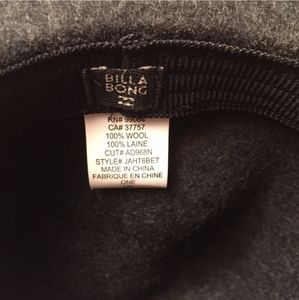 BILLA
BONG
RN# 99084
CA# 37757
100% WOOL
100% LAINE
CUT# AD968N
STYLE# JAHT8BET
MADE IN CHINA
FABRIQUE EN CHINE
ONE